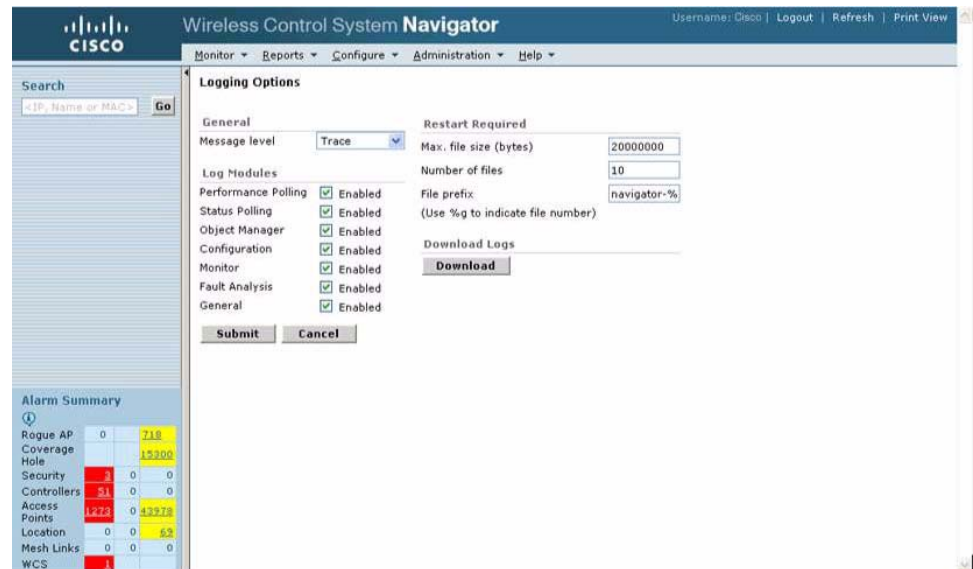 CISCO
Wireless Control System Navigator
Username: Cisco | Logout | Refresh | Print View
Monitor Reports Configure Administration Help
Search
<IP, Name or MAC> Go
Logging Options
General
Message level Trace
Log Modules
Performance Polling Enabled
Status Polling Enabled
Object Manager Enabled
Configuration Enabled
Monitor Enabled
Fault Analysis Enabled
General Enabled
Submit Cancel
Restart Required
Max. file size (bytes) 20000000
Number of files 10
File prefix navigator-%
(Use %g to indicate file number)
Download Logs
Download
Alarm Summary
Rogue AP 0 718
Coverage
Hole 15300
Security 3 0 0
Controllers 51 0 0
Access
Points 1273 0 43978
Location 0 0 69
Mesh Links 0 0 0
WCS 1